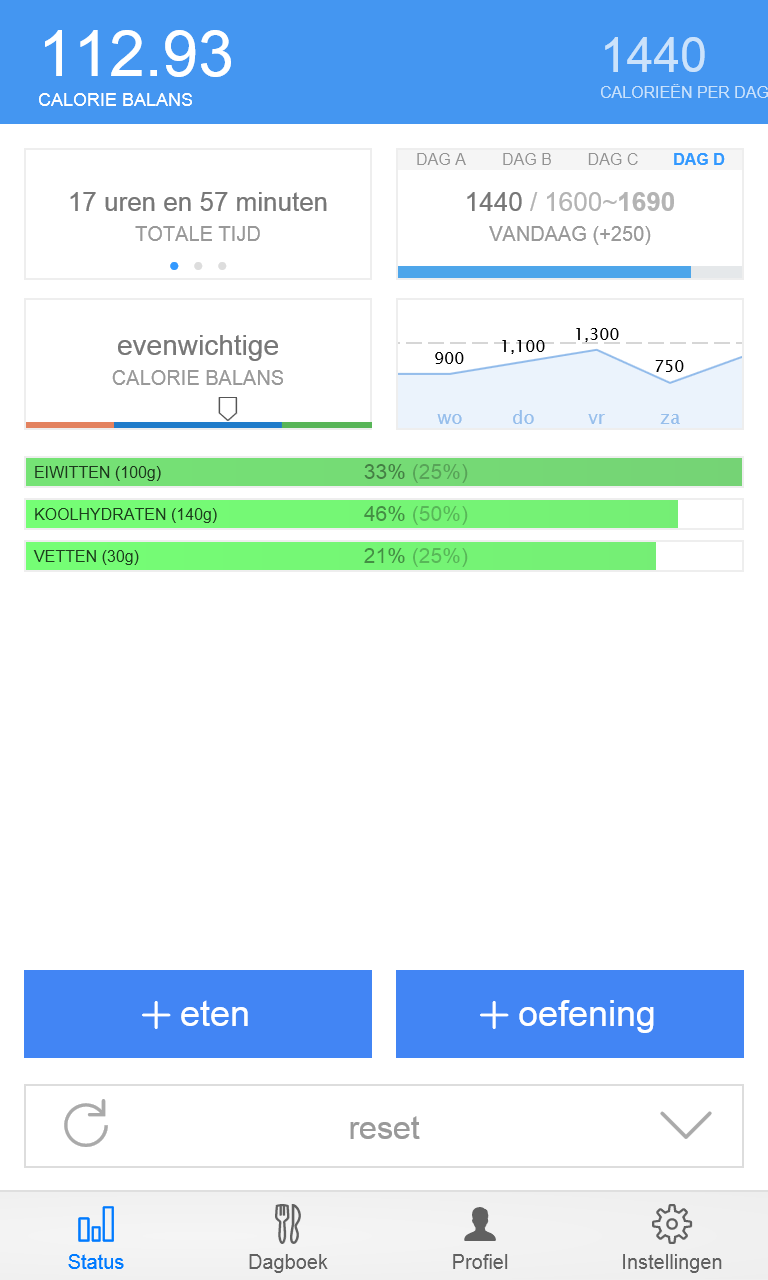 112.93
CALORIE BALANS
1440
CALORIEËN PER DAG
17 uren en 57 minuten
TOTALE TIJD
DAG A DAG B DAG C DAG D
1440 / 1600~1690
VANDAAG (+250)
evenwichtige
CALORIE BALANS
900 1,100 1,300 750
wo do vr za
EIWITTEN (100g) 33% (25%)
KOOLHYDRATEN (140g) 46% (50%)
VETTEN (30g) 21% (25%)
+ eten
+ oefening
reset
Status Dagboek Profiel Instellingen